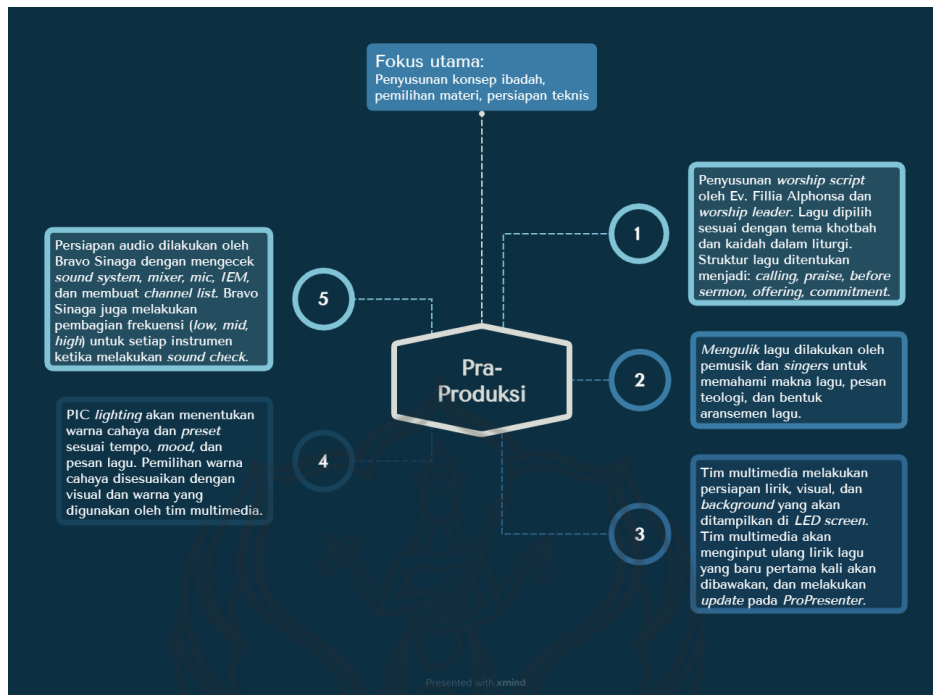 Fokus utama:
Penyusunan konsep ibadah,
pemilihan materi, persiapan teknis
Penyusunan worship script
oleh Ev. Fillia Alphonsa dan
worship leader. Lagu dipilih
sesuai dengan tema khotbah
dan kaidah dalam liturgi.
Struktur lagu ditentukan
menjadi: calling, praise, before
sermon, offering, commitment.
1
Persiapan audio dilakukan oleh
Bravo Sinaga dengan mengecek
sound system, mixer, mic, IEM,
dan membuat channel list. Bravo
Sinaga juga melakukan
pembagian frekuensi (low, mid,
high) untuk setiap instrumen
ketika melakukan sound check.
5
Pra-
Produksi
2
Mengulik lagu dilakukan oleh
pemusik dan singers untuk
memahami makna lagu, pesan
teologi, dan bentuk
aransemen lagu.
PIC lighting akan menentukan
warna cahaya dan preset
sesuai tempo, mood, dan
pesan lagu. Pemilihan warna
cahaya disesuaikan dengan
visual dan warna yang
digunakan oleh tim multimedia.
4
3
Tim multimedia melakukan
persiapan lirik, visual, dan
background yang akan
ditampilkan di LED screen.
Tim multimedia akan
menginput ulang lirik lagu
yang baru pertama kali akan
dibawakan, dan melakukan
update pada ProPresenter.
Presented with xmind